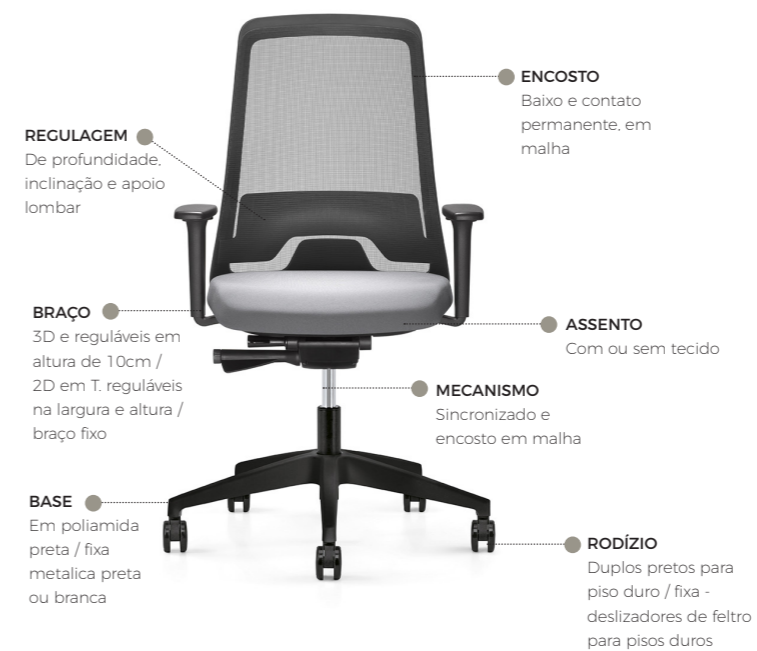 ENCOSTO
Baixo e contato
permanente, em
malha
REGULAGEM
De profundidade,
inclinação e apoio
lombar
BRAÇO
3D e reguláveis em
altura de 10cm /
2D em T. reguláveis
na largura e altura /
braço fixo
ASSENTO
Com ou sem tecido
MECANISMO
Sincronizado e
encosto em malha
BASE
Em poliamida
preta / fixa
metalica preta
ou branca
RODÍZIO
Duplos pretos para
piso duro / fixa -
deslizadores de feltro
para pisos duros